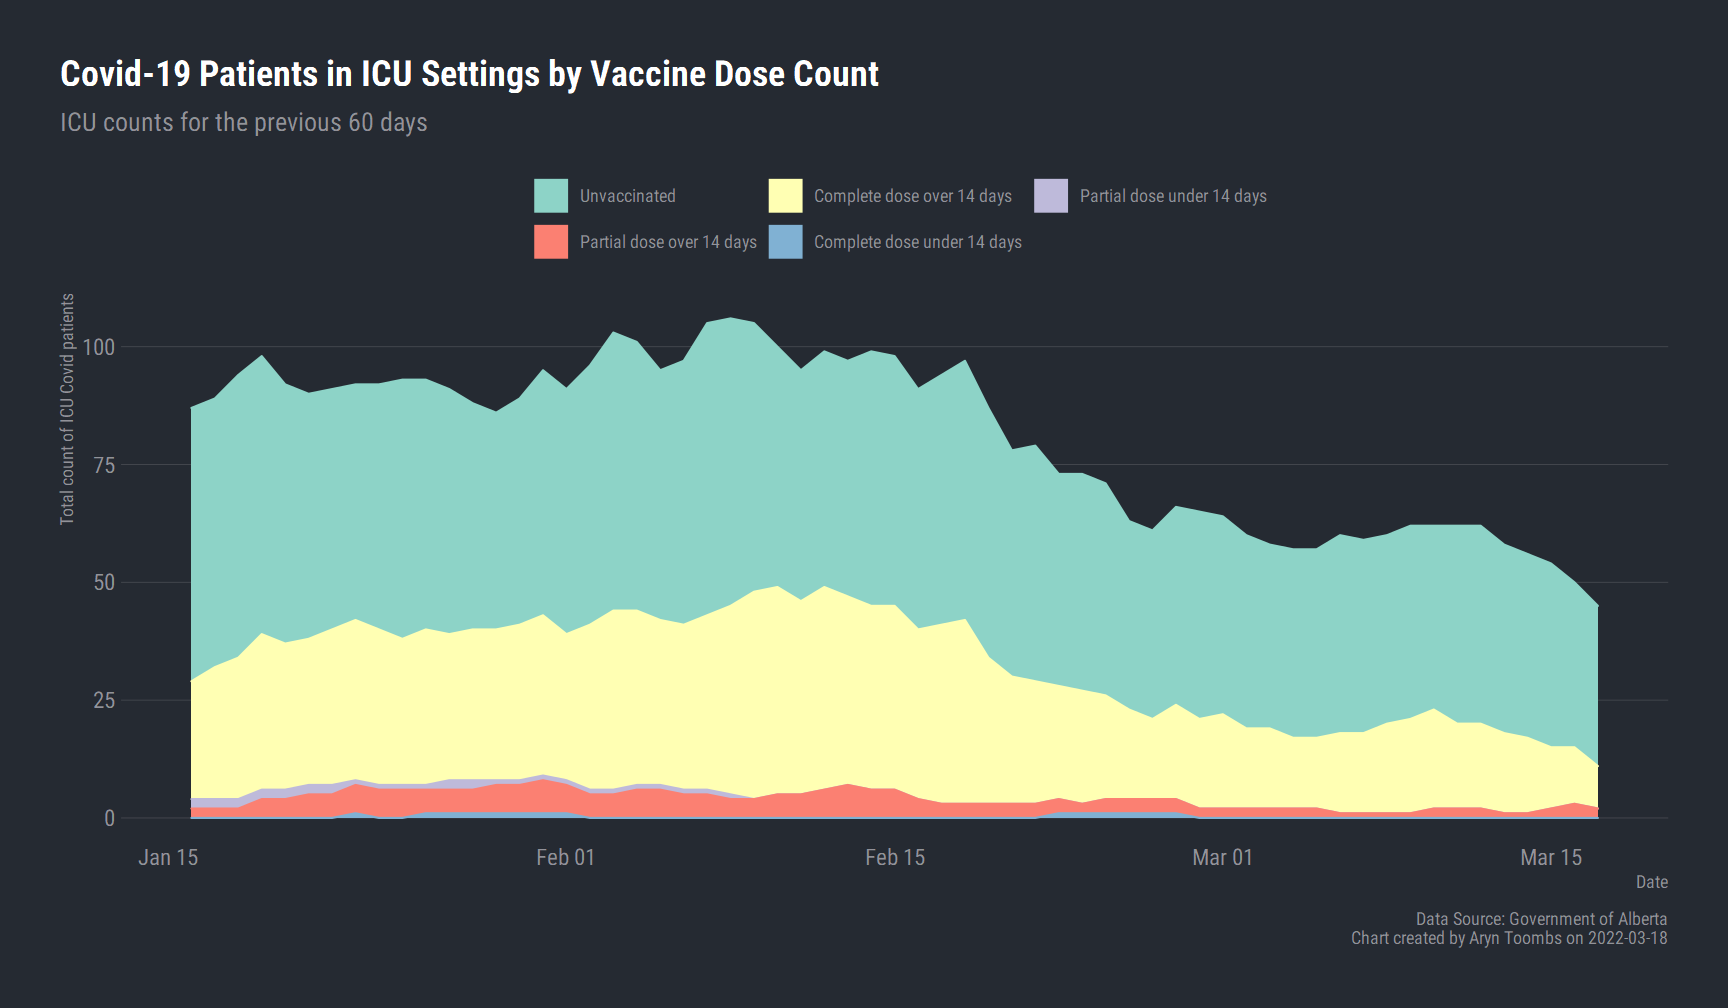 Covid-19 Patients in ICU Settings by Vaccine Dose Count
ICU counts for the previous 60 days
Unvaccinated
Complete dose over 14 days
Partial dose under 14 days
Partial dose over 14 days
Complete dose under 14 days
Total count of ICU Covid patients
100
75
50
25
0
Jan 15
Feb 01
Feb 15
Mar 01
Mar 15
Date
Data Source: Government of Alberta
Chart created by Aryn Toombs on 2022-03-18